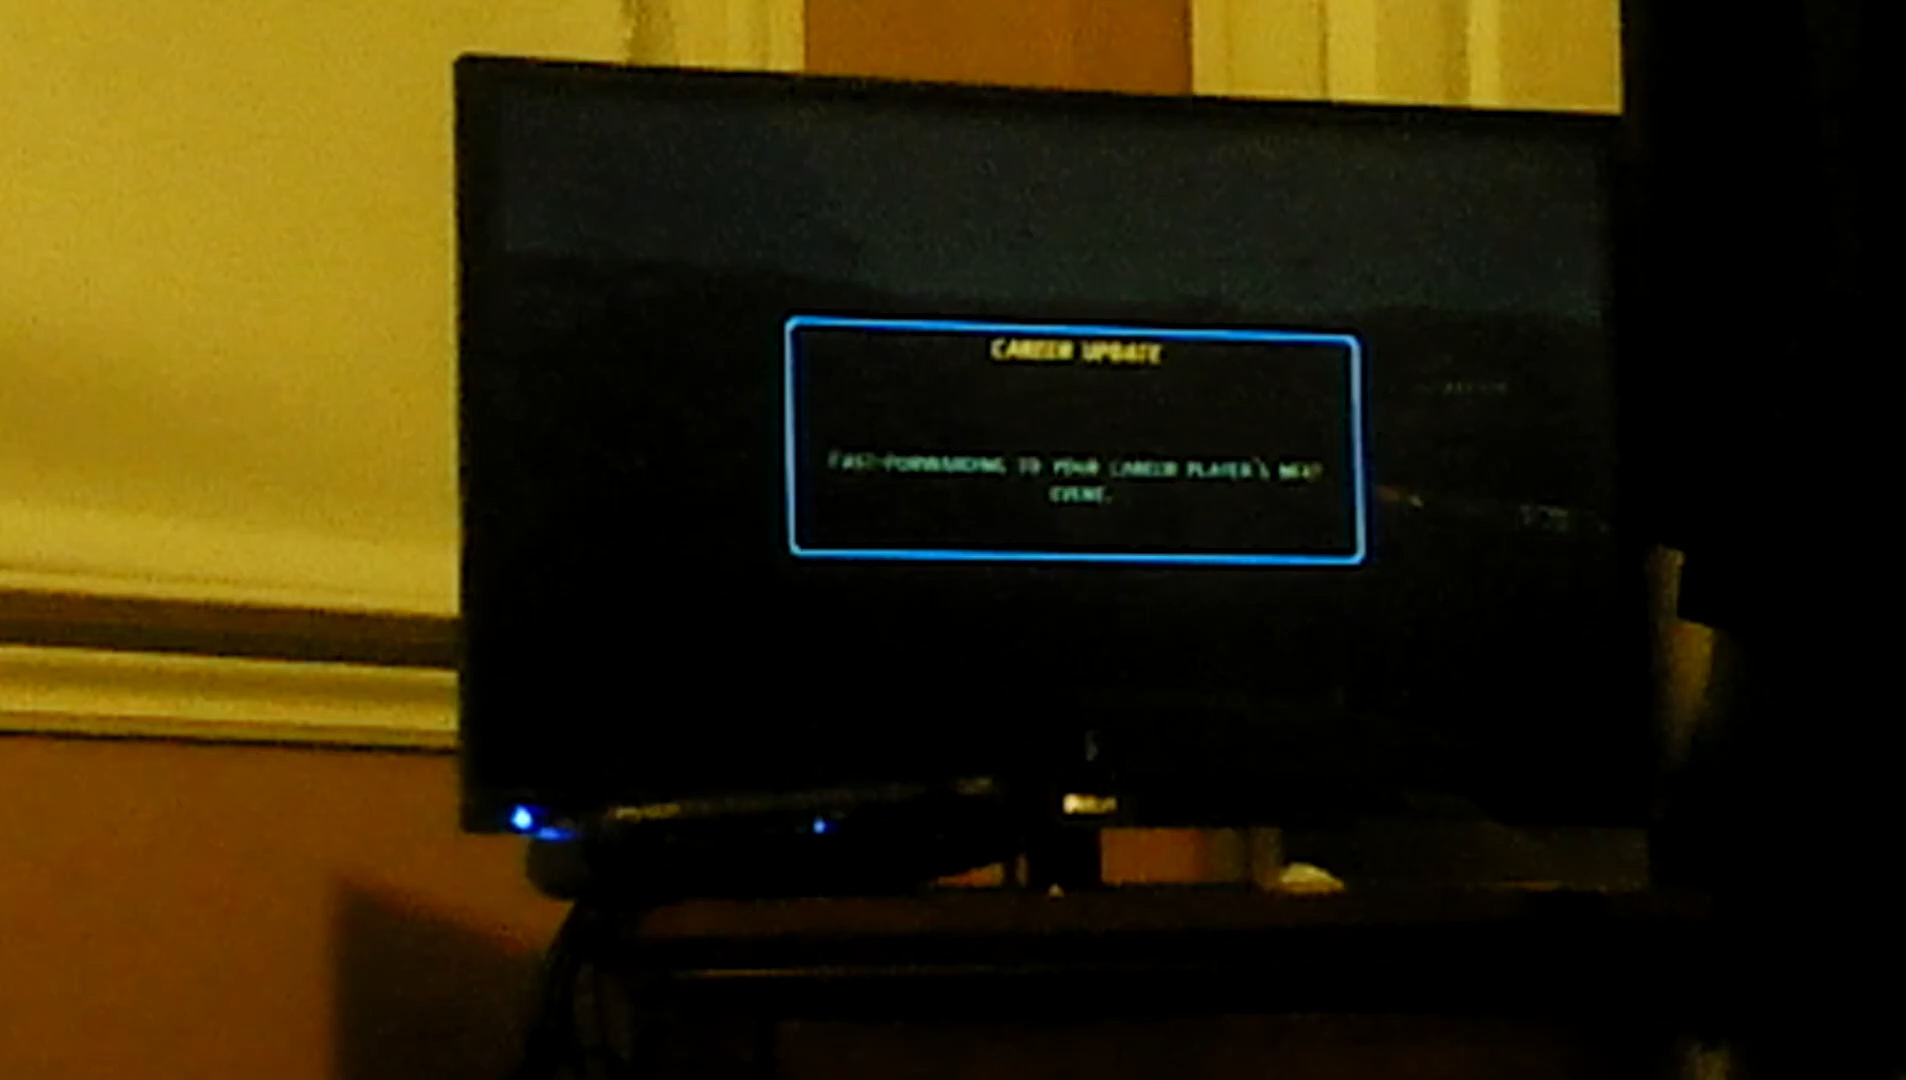 CAREER UPDATE
FAST-FORWARDING TO YOUR CAREER PLAYER'S NEXT
EVENT.